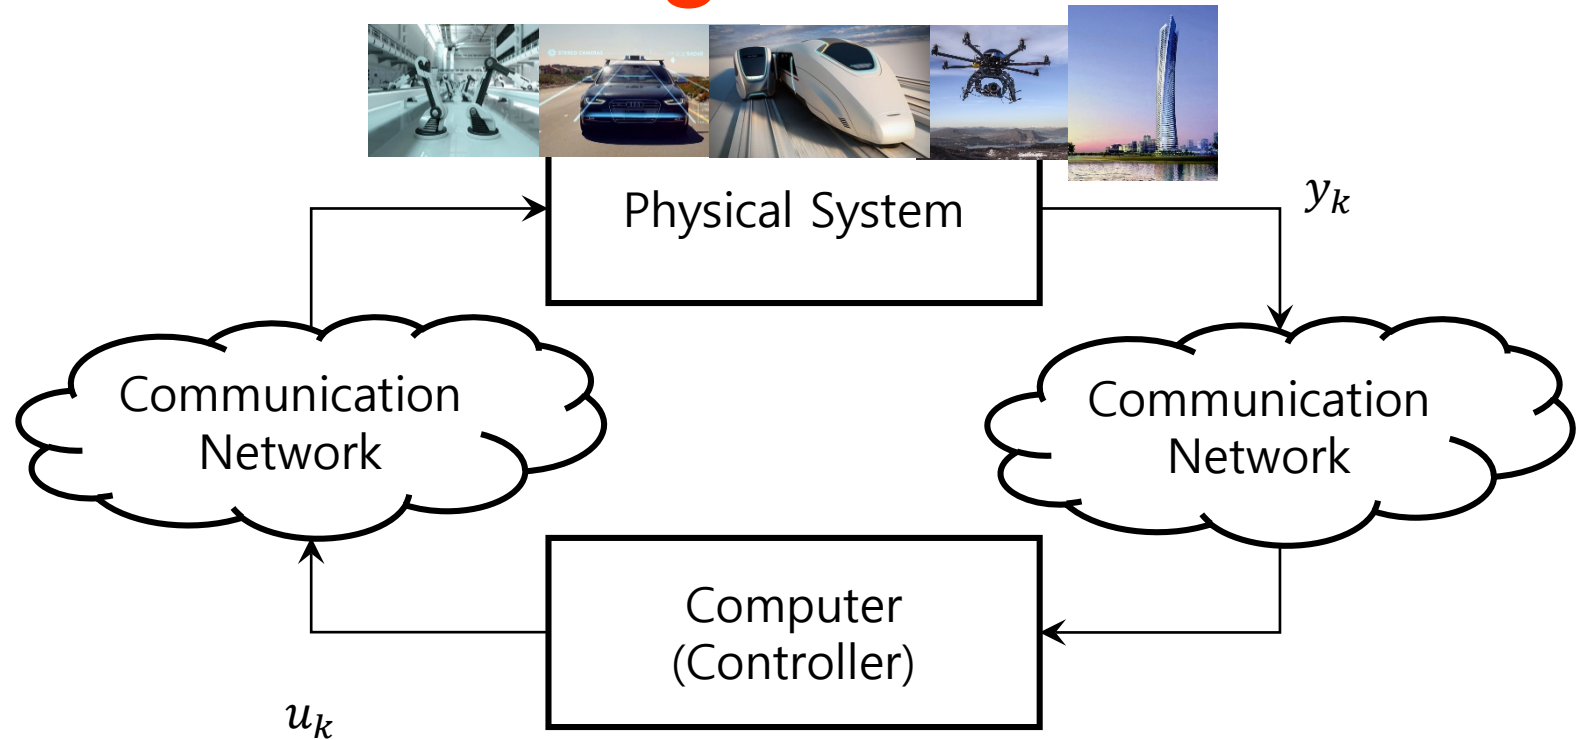 Physical System
y_k
Communication
Network
Communication
Network
Computer
(Controller)
u_k